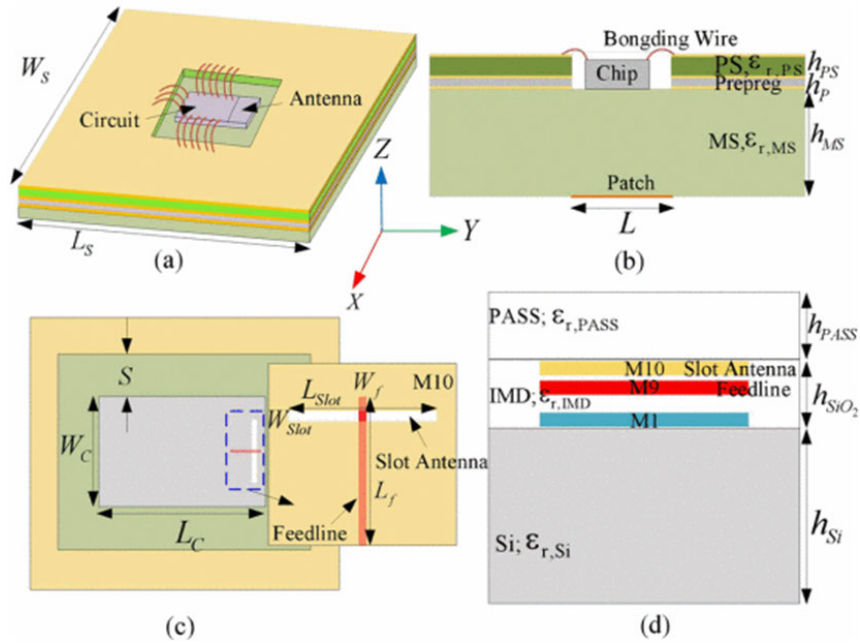 W_S
Circuit
Antenna
L_S
(a)
Z
Y
X
Bongding Wire
Chip
PS, ε_r,PS
h_PS
Prepreg
h_P
MS, ε_r,MS
h_MS
Patch
L
(b)
S
W_C
L_C
L_Slot
W_f
M10
W_Slot
Slot Antenna
L_f
Feedline
(c)
PASS; ε_r,PASS
h_PASS
M10 Slot Antenna
M9 Feedline
IMD; ε_r,IMD
h_SiO₂
M1
Si; ε_r,Si
h_Si
(d)